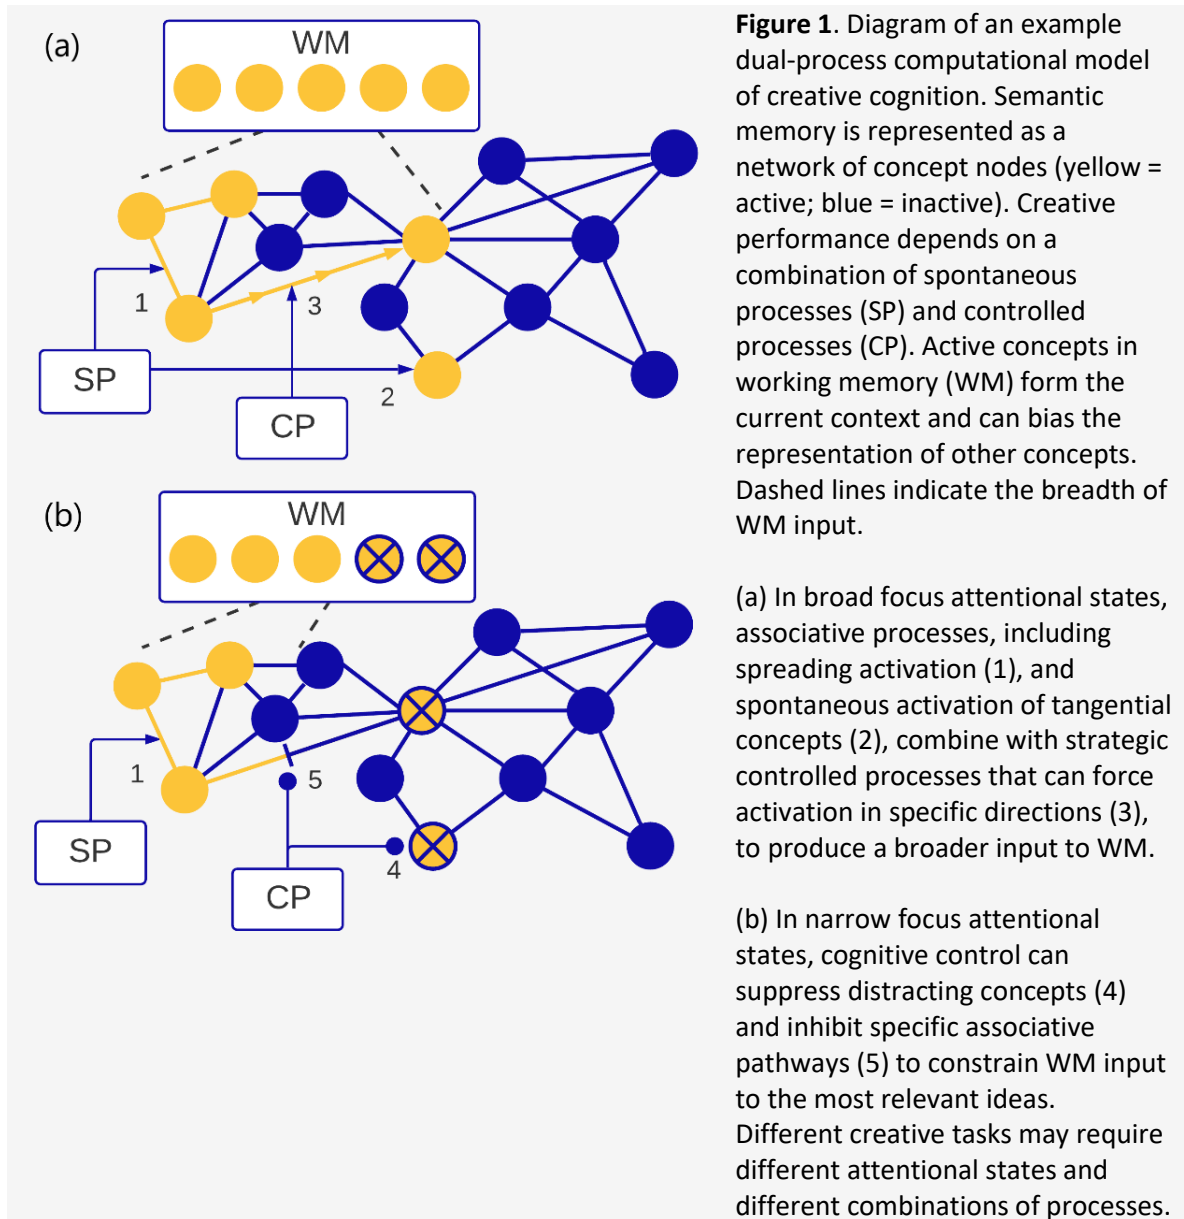 (a)
WM
1
3
SP
2
CP
(b)
WM
1
5
SP
4
CP
Figure 1. Diagram of an example
dual-process computational model
of creative cognition. Semantic
memory is represented as a
network of concept nodes (yellow =
active; blue = inactive). Creative
performance depends on a
combination of spontaneous
processes (SP) and controlled
processes (CP). Active concepts in
working memory (WM) form the
current context and can bias the
representation of other concepts.
Dashed lines indicate the breadth of
WM input.
(a) In broad focus attentional states,
associative processes, including
spreading activation (1), and
spontaneous activation of tangential
concepts (2), combine with strategic
controlled processes that can force
activation in specific directions (3),
to produce a broader input to WM.
(b) In narrow focus attentional
states, cognitive control can
suppress distracting concepts (4)
and inhibit specific associative
pathways (5) to constrain WM input
to the most relevant ideas.
Different creative tasks may require
different attentional states and
different combinations of processes.